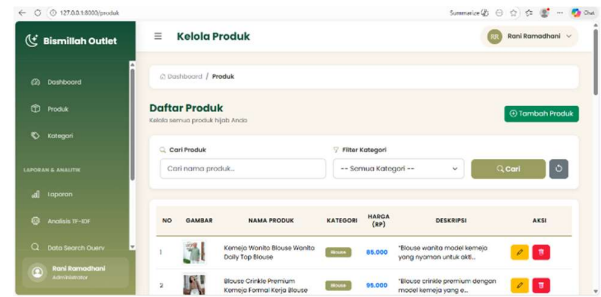 127.0.0.1:8000/produk
Summarize
Chat
Bismillah Outlet
Kelola Produk
RR
Rani Ramadhani
Dashboard
Produk
Kategori
LAPORAN & ANALITIK
Laporan
Analisis TF-IDF
Data Search Query
Rani Ramadhani
Administrator
Dashboard / Produk
Daftar Produk
Kelola semua produk hijab Anda
Tambah Produk
Cari Produk
Filter Kategori
Cari nama produk...
-- Semua Kategori --
Cari
NO GAMBAR NAMA PRODUK KATEGORI HARGA (RP) DESKRIPSI AKSI
1 Kemeja Wanita Blouse Wanita Daily Top Blouse Blouse 85.000 "Blouse wanita model kemeja yang nyaman untuk akti...
2 Blouse Crinkle Premium Kemeja Formal Kerja Blouse Blouse 95.000 "Blouse crinkle premium dengan model kemeja yang e...